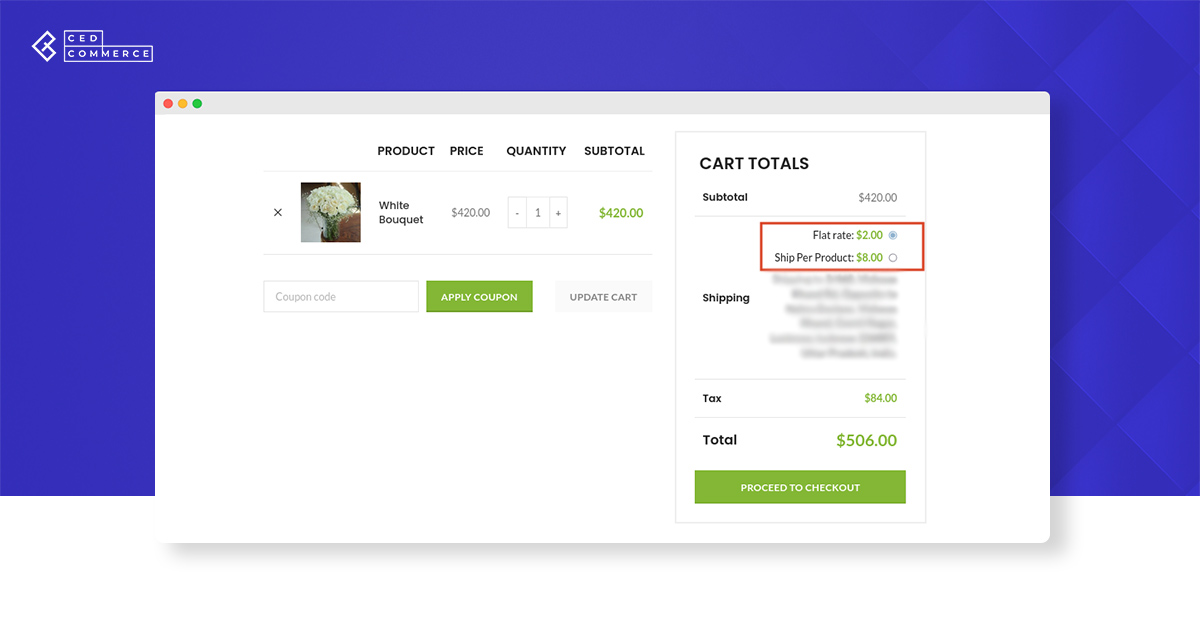 CED
COMMERCE
PRODUCT PRICE QUANTITY SUBTOTAL
White
Bouquet
$420.00
- 1 +
$420.00
Coupon code
APPLY COUPON
UPDATE CART
CART TOTALS
Subtotal $420.00
Flat rate: $2.00
Ship Per Product: $8.00
Shipping
Tax $84.00
Total $506.00
PROCEED TO CHECKOUT